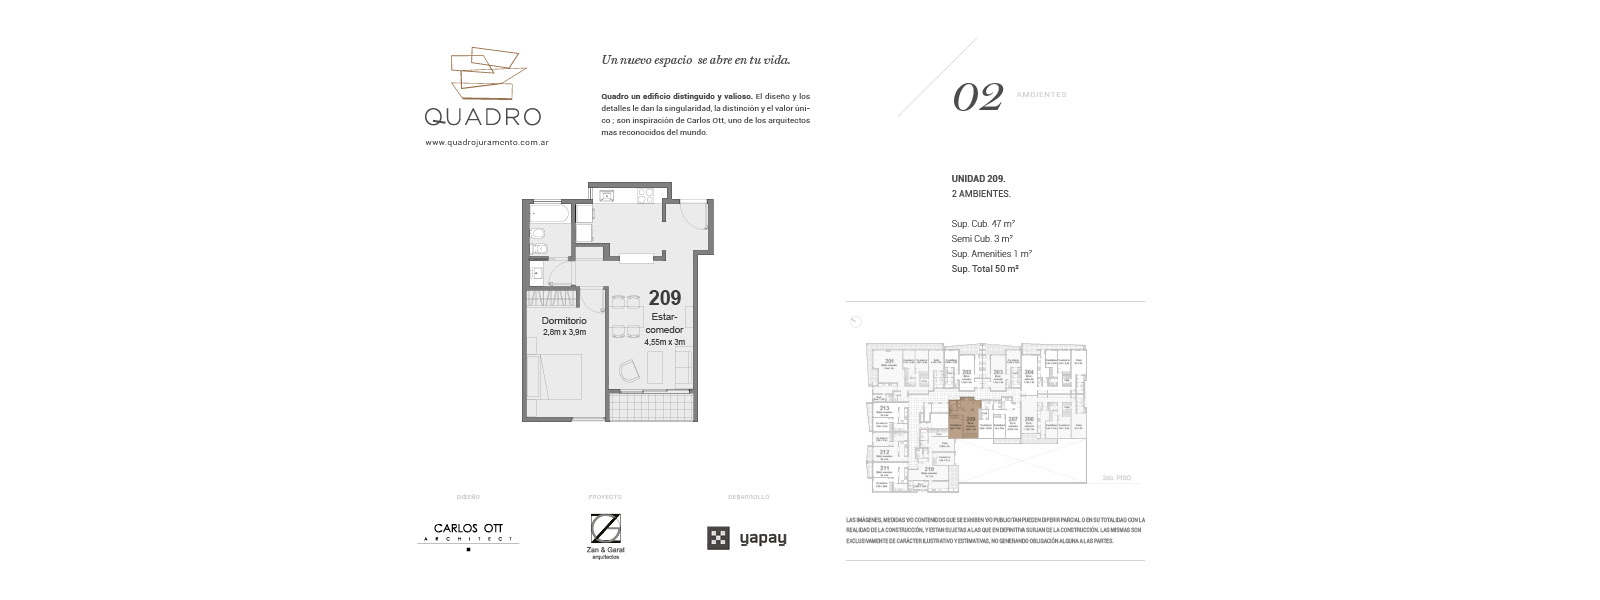 QUADRO
www.quadrojuramento.com.ar
Un nuevo espacio se abre en tu vida.
Quadro un edificio distinguido y valioso. El diseño y los
detalles le dan la singularidad, la distinción y el valor úni-
co ; son inspiración de Carlos Ott, uno de los arquitectos
mas reconocidos del mundo.
02 AMBIENTES
UNIDAD 209.
2 AMBIENTES.
Sup. Cub. 47 m²
Semi Cub. 3 m²
Sup. Amenities 1 m²
Sup. Total 50 m²
209
Estar-
comedor
4,55m x 3m
Dormitorio
2,8m x 3,9m
201
202
203
204
213
209
207
206
212
211
210
2do. PISO
DISEÑO
CARLOS OTT
ARCHITECT
PROYECTO
Zan & Garat
arquitectos
DESARROLLO
yapay
LAS IMÁGENES, MEDIDAS Y/O CONTENIDOS QUE SE EXHIBEN Y/O PUBLICITAN PUEDEN DIFERIR PARCIAL O EN SU TOTALIDAD CON LA
REALIDAD DE LA CONSTRUCCIÓN, Y ESTAN SUJETAS A LAS QUE EN DEFINITIVA SURJAN DE LA CONSTRUCCIÓN. LAS MISMAS SON
EXCLUSIVAMENTE DE CARÁCTER ILUSTRATIVO Y ESTIMATIVAS, NO GENERANDO OBLIGACIÓN ALGUNA A LAS PARTES.